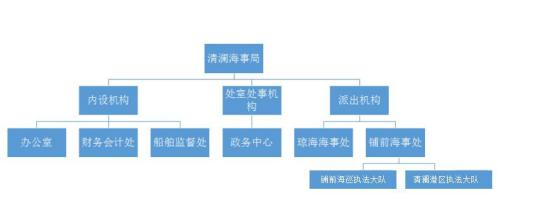 清澜海事局
内设机构
处室处事机
构
派出机构
办公室
财务会计处
船舶监督处
政务中心
琼海海事处
铺前海事处
铺前海巡执法大队
清澜港区执法大队